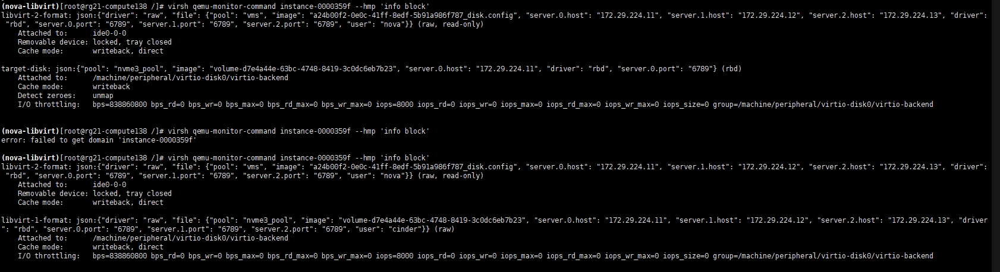 (nova-libvirt)[root@rg21-compute138 /]# virsh qemu-monitor-command instance-0000359f --hmp 'info block'
libvirt-2-format: json:{"driver": "raw", "file": {"pool": "vms", "image": "a24b00f2-0e0c-41ff-8edf-5b91a986f787_disk.config", "server.0.host": "172.29.224.11", "server.1.host": "172.29.224.12", "server.2.host": "172.29.224.13", "driver":
 "rbd", "server.0.port": "6789", "server.1.port": "6789", "server.2.port": "6789", "user": "nova"}} (raw, read-only)
    Attached to:      ide0-0-0
    Removable device: locked, tray closed
    Cache mode:       writeback, direct

target-disk: json:{"pool": "nvme3_pool", "image": "volume-d7e4a44e-63bc-4748-8419-3c0dc6eb7b23", "server.0.host": "172.29.224.11", "driver": "rbd", "server.0.port": "6789"} (rbd)
    Attached to:      /machine/peripheral/virtio-disk0/virtio-backend
    Cache mode:       writeback
    Detect zeroes:    unmap
    I/O throttling:   bps=838860800 bps_rd=0 bps_wr=0 bps_max=0 bps_rd_max=0 bps_wr_max=0 iops=8000 iops_rd=0 iops_wr=0 iops_max=0 iops_rd_max=0 iops_wr_max=0 iops_size=0 group=/machine/peripheral/virtio-disk0/virtio-backend

(nova-libvirt)[root@rg21-compute138 /]# virsh qemu-monitor-command instance-0000359f --hmp 'info block'
error: failed to get domain 'instance-0000359f'

(nova-libvirt)[root@rg21-compute138 /]# virsh qemu-monitor-command instance-0000359f --hmp 'info block'
libvirt-2-format: json:{"driver": "raw", "file": {"pool": "vms", "image": "a24b00f2-0e0c-41ff-8edf-5b91a986f787_disk.config", "server.0.host": "172.29.224.11", "server.1.host": "172.29.224.12", "server.2.host": "172.29.224.13", "driver":
 "rbd", "server.0.port": "6789", "server.1.port": "6789", "server.2.port": "6789", "user": "nova"}} (raw, read-only)
    Attached to:      ide0-0-0
    Removable device: locked, tray closed
    Cache mode:       writeback, direct

libvirt-1-format: json:{"driver": "raw", "file": {"pool": "nvme3_pool", "image": "volume-d7e4a44e-63bc-4748-8419-3c0dc6eb7b23", "server.0.host": "172.29.224.11", "server.1.host": "172.29.224.12", "server.2.host": "172.29.224.13", "driver
": "rbd", "server.0.port": "6789", "server.1.port": "6789", "server.2.port": "6789", "user": "cinder"}} (raw)
    Attached to:      /machine/peripheral/virtio-disk0/virtio-backend
    Cache mode:       writeback, direct
    I/O throttling:   bps=838860800 bps_rd=0 bps_wr=0 bps_max=0 bps_rd_max=0 bps_wr_max=0 iops=8000 iops_rd=0 iops_wr=0 iops_max=0 iops_rd_max=0 iops_wr_max=0 iops_size=0 group=/machine/peripheral/virtio-disk0/virtio-backend